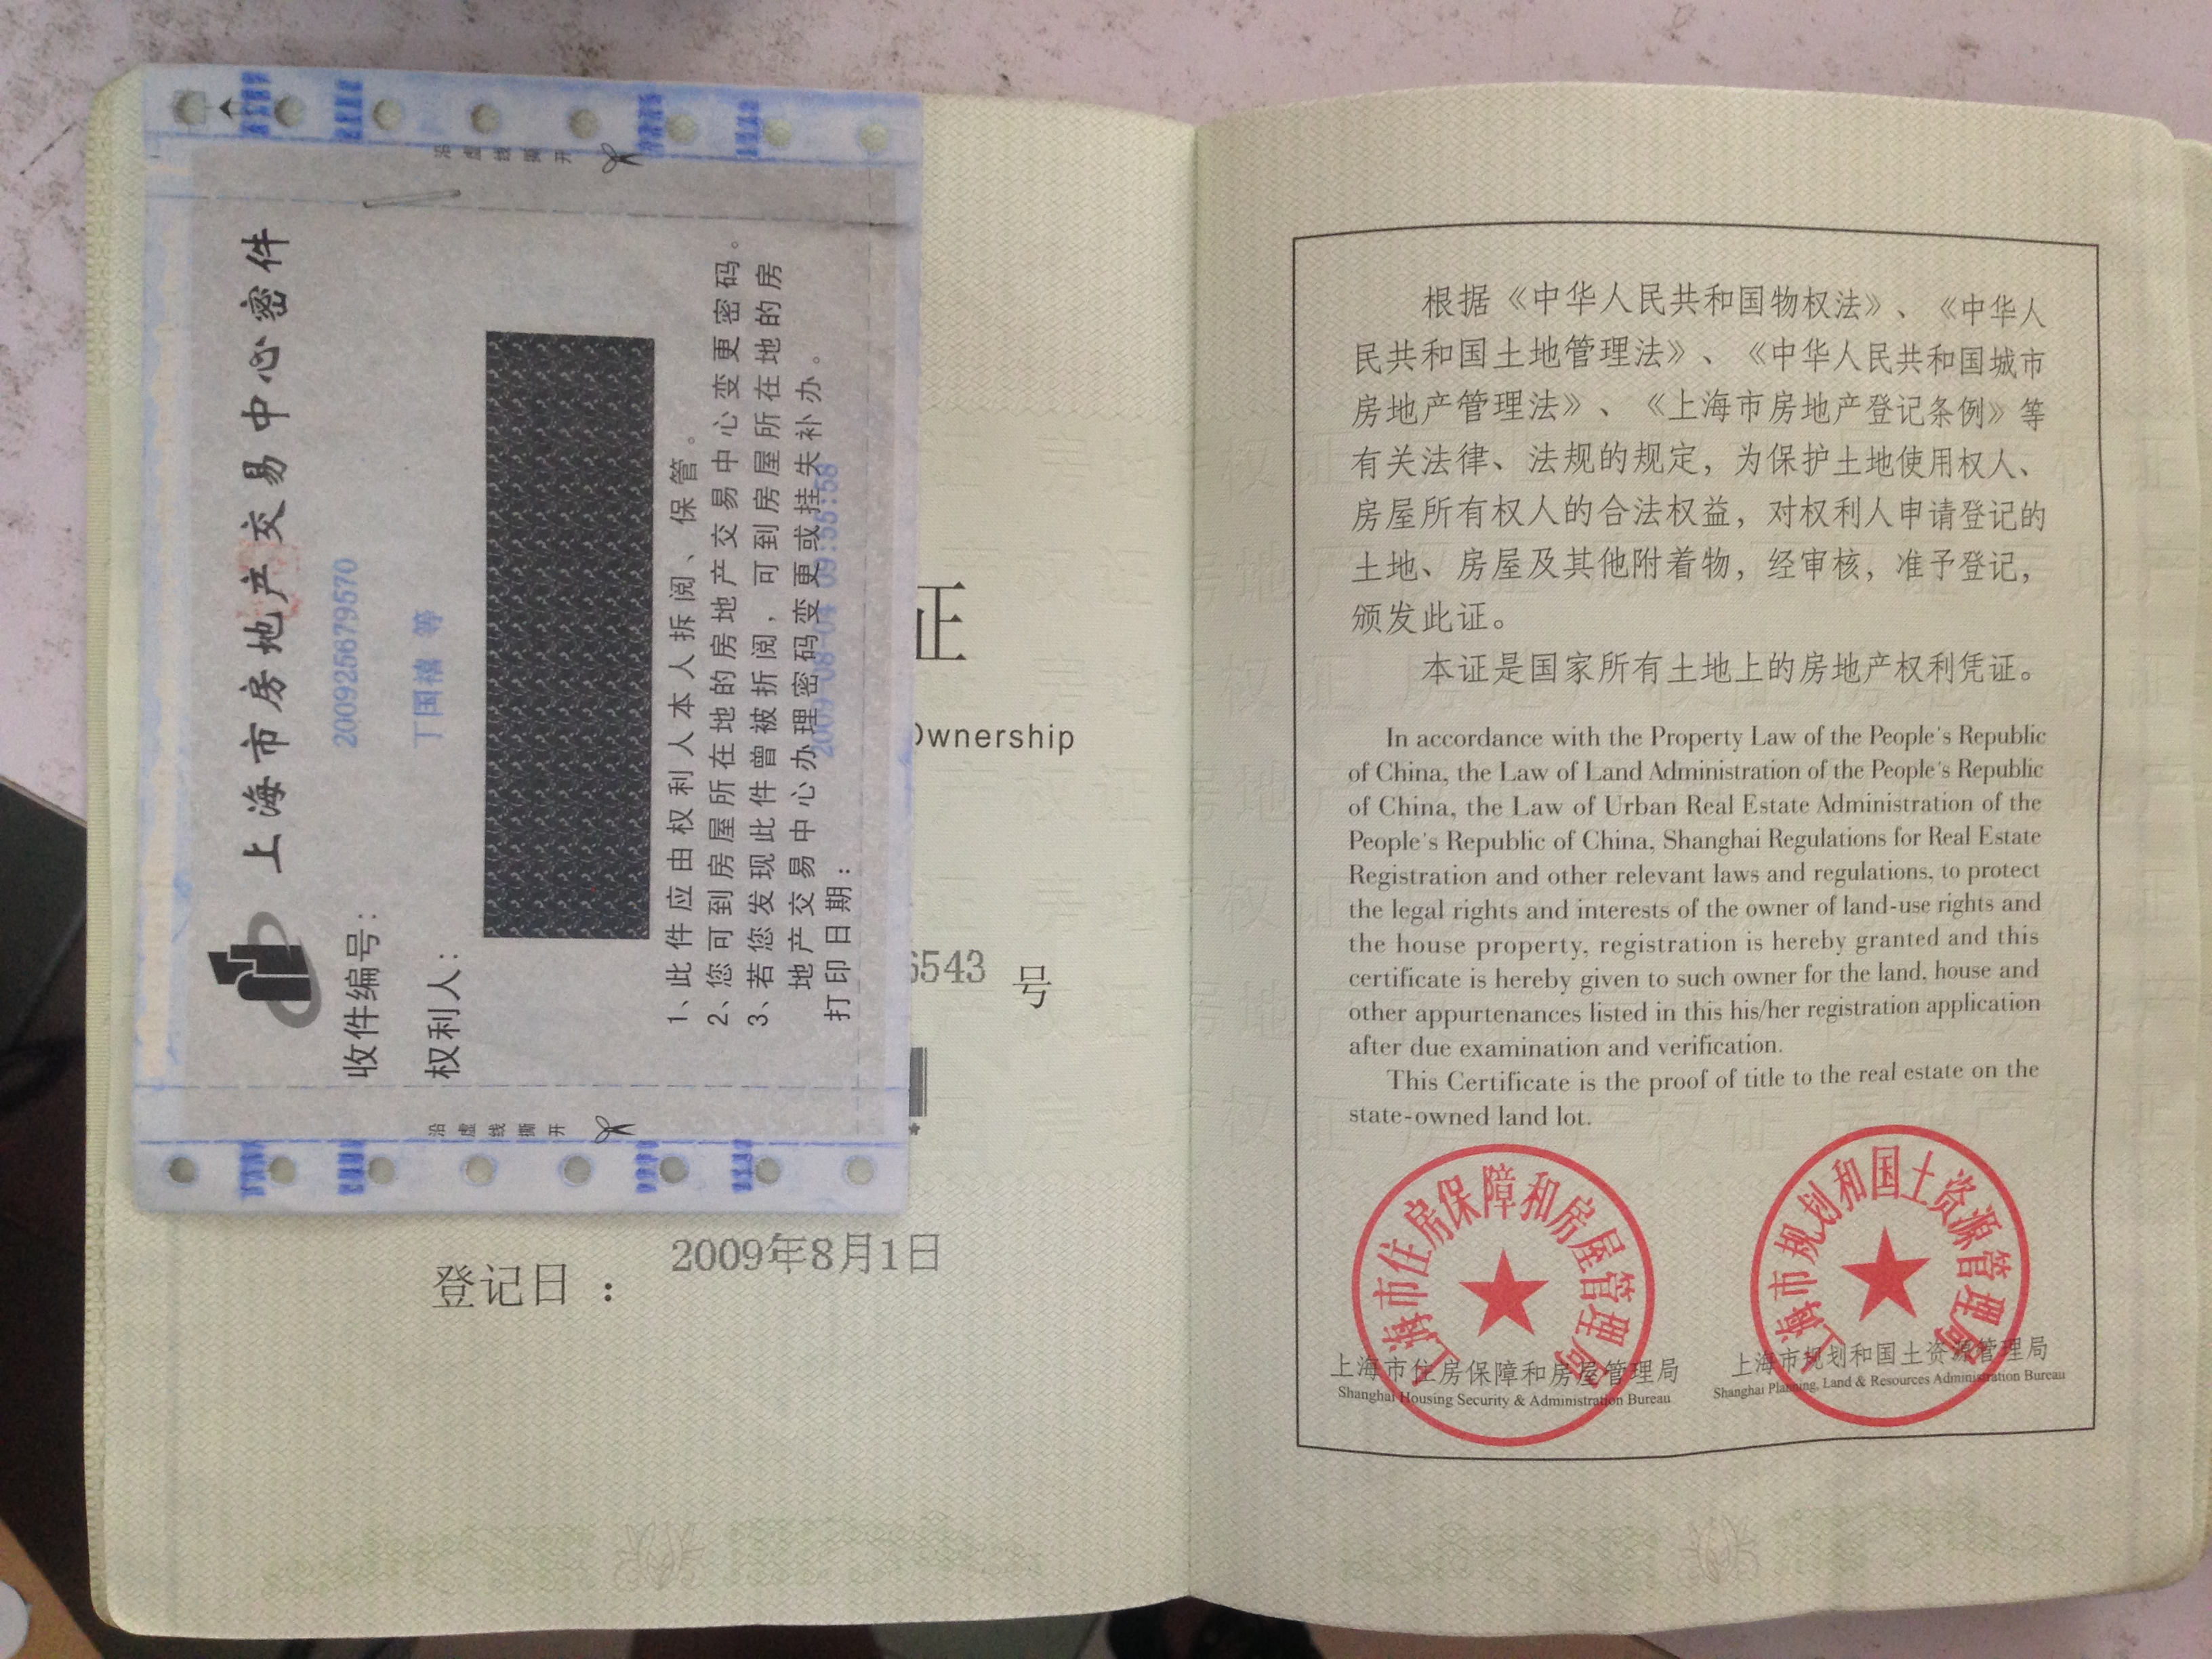 上海市房地产交易中心密件
收件编号:
200925679570
权利人:
丁国禧 等
沿虚线撕开
沿虚线撕开
1、此件应由权利人本人拆阅、保管。
2、您可到房屋所在地的房地产交易中心变更密码。
3、若您发现此件曾被折阅，可到房屋所在地的房
地产交易中心办理密码变更或挂失补办。
打印日期:
2009-08-04 09:55:58
证
Ownership
6543 号
登记日 :
2009年8月1日
根据《中华人民共和国物权法》、《中华人
民共和国土地管理法》、《中华人民共和国城市
房地产管理法》、《上海市房地产登记条例》等
有关法律、法规的规定，为保护土地使用权人、
房屋所有权人的合法权益，对权利人申请登记的
土地、房屋及其他附着物，经审核，准予登记，
颁发此证。
本证是国家所有土地上的房地产权利凭证。
In accordance with the Property Law of the People's Republic
of China, the Law of Land Administration of the People's Republic
of China, the Law of Urban Real Estate Administration of the
People's Republic of China, Shanghai Regulations for Real Estate
Registration and other relevant laws and regulations, to protect
the legal rights and interests of the owner of land-use rights and
the house property, registration is hereby granted and this
certificate is hereby given to such owner for the land, house and
other appurtenances listed in this his/her registration application
after due examination and verification.
This Certificate is the proof of title to the real estate on the
state-owned land lot.
上海市住房保障和房屋管理局
上海市住房保障和房屋管理局
Shanghai Housing Security & Administration Bureau
上海市规划和国土资源管理局
上海市规划和国土资源管理局
Shanghai Planning, Land & Resources Administration Bureau